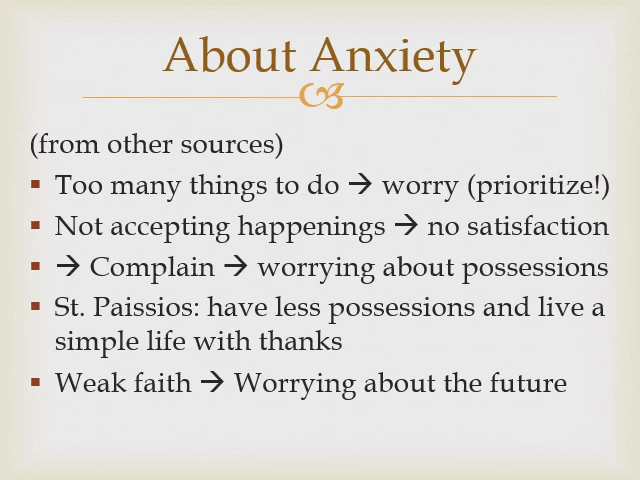 About Anxiety
(from other sources)
▪ Too many things to do → worry (prioritize!)
▪ Not accepting happenings → no satisfaction
▪ → Complain → worrying about possessions
▪ St. Paissios: have less possessions and live a
simple life with thanks
▪ Weak faith → Worrying about the future